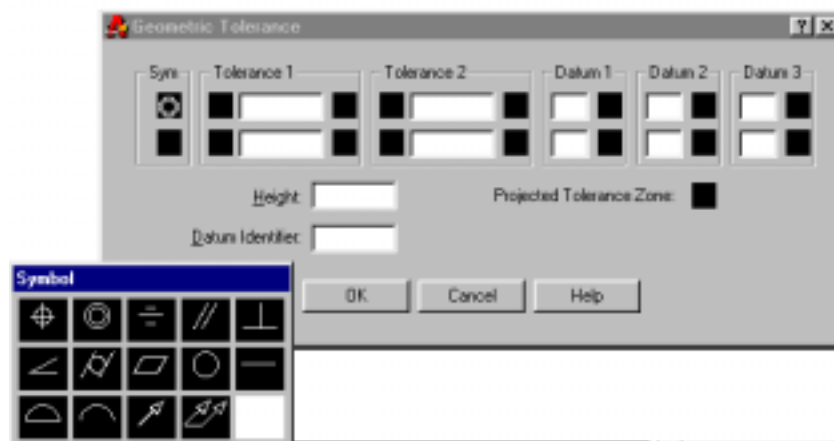 Geometric Tolerance
Sym Tolerance 1 Tolerance 2 Datum 1 Datum 2 Datum 3
Height: Projected Tolerance Zone:
Datum Identifier:
Symbol
OK Cancel Help